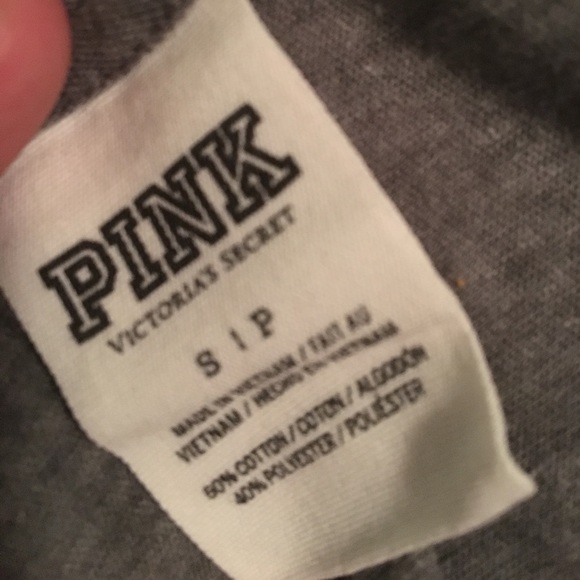 PINK
VICTORIA'S SECRET
S | P
MADE IN VIETNAM / FAIT AU
VIETNAM / HECHO EN VIETNAM
60% COTTON / COTON / ALGODÓN
40% POLYESTER / POLIÉSTER